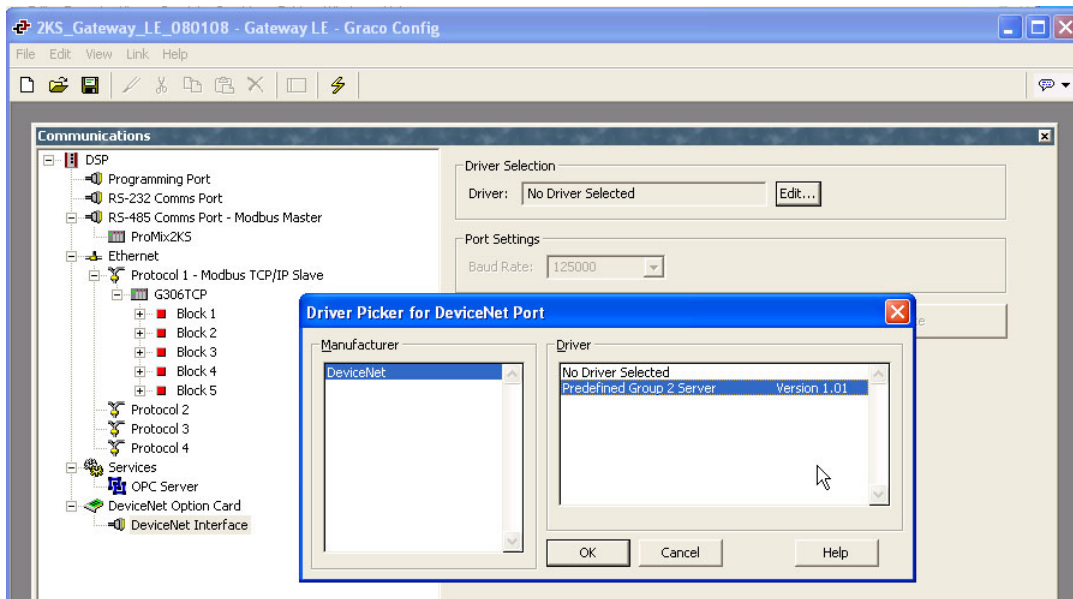 2KS_Gateway_LE_080108 - Gateway LE - Graco Config
File Edit View Link Help
Communications
DSP
Programming Port
RS-232 Comms Port
RS-485 Comms Port - Modbus Master
ProMix2KS
Ethernet
Protocol 1 - Modbus TCP/IP Slave
G306TCP
Block 1
Block 2
Block 3
Block 4
Block 5
Protocol 2
Protocol 3
Protocol 4
Services
OPC Server
DeviceNet Option Card
DeviceNet Interface
Driver Selection
Driver: No Driver Selected Edit...
Port Settings
Baud Rate: 125000
Driver Picker for DeviceNet Port
Manufacturer
DeviceNet
Driver
No Driver Selected
Predefined Group 2 Server Version 1.01
OK Cancel Help